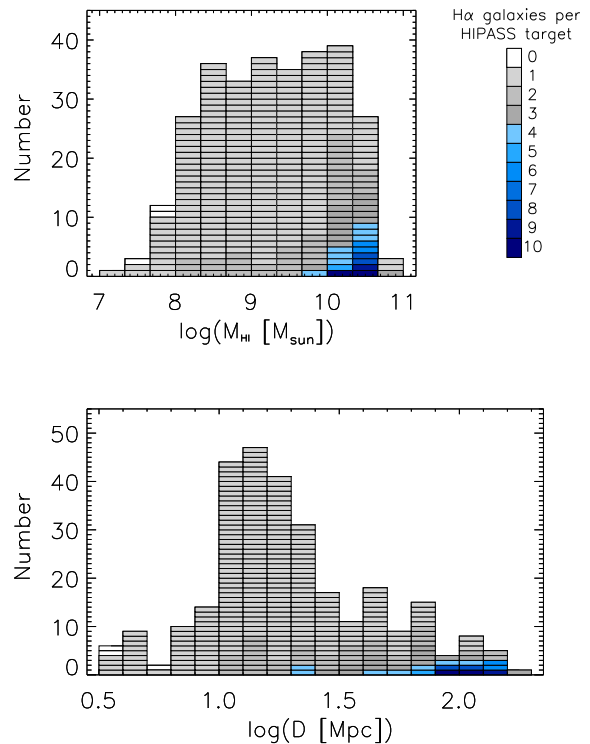 Hα galaxies per
HIPASS target
0
1
2
3
4
5
6
7
8
9
10
40
30
20
10
0
Number
7 8 9 10 11
log(M_HI [M_sun])
50
40
30
20
10
0
Number
0.5 1.0 1.5 2.0
log(D [Mpc])